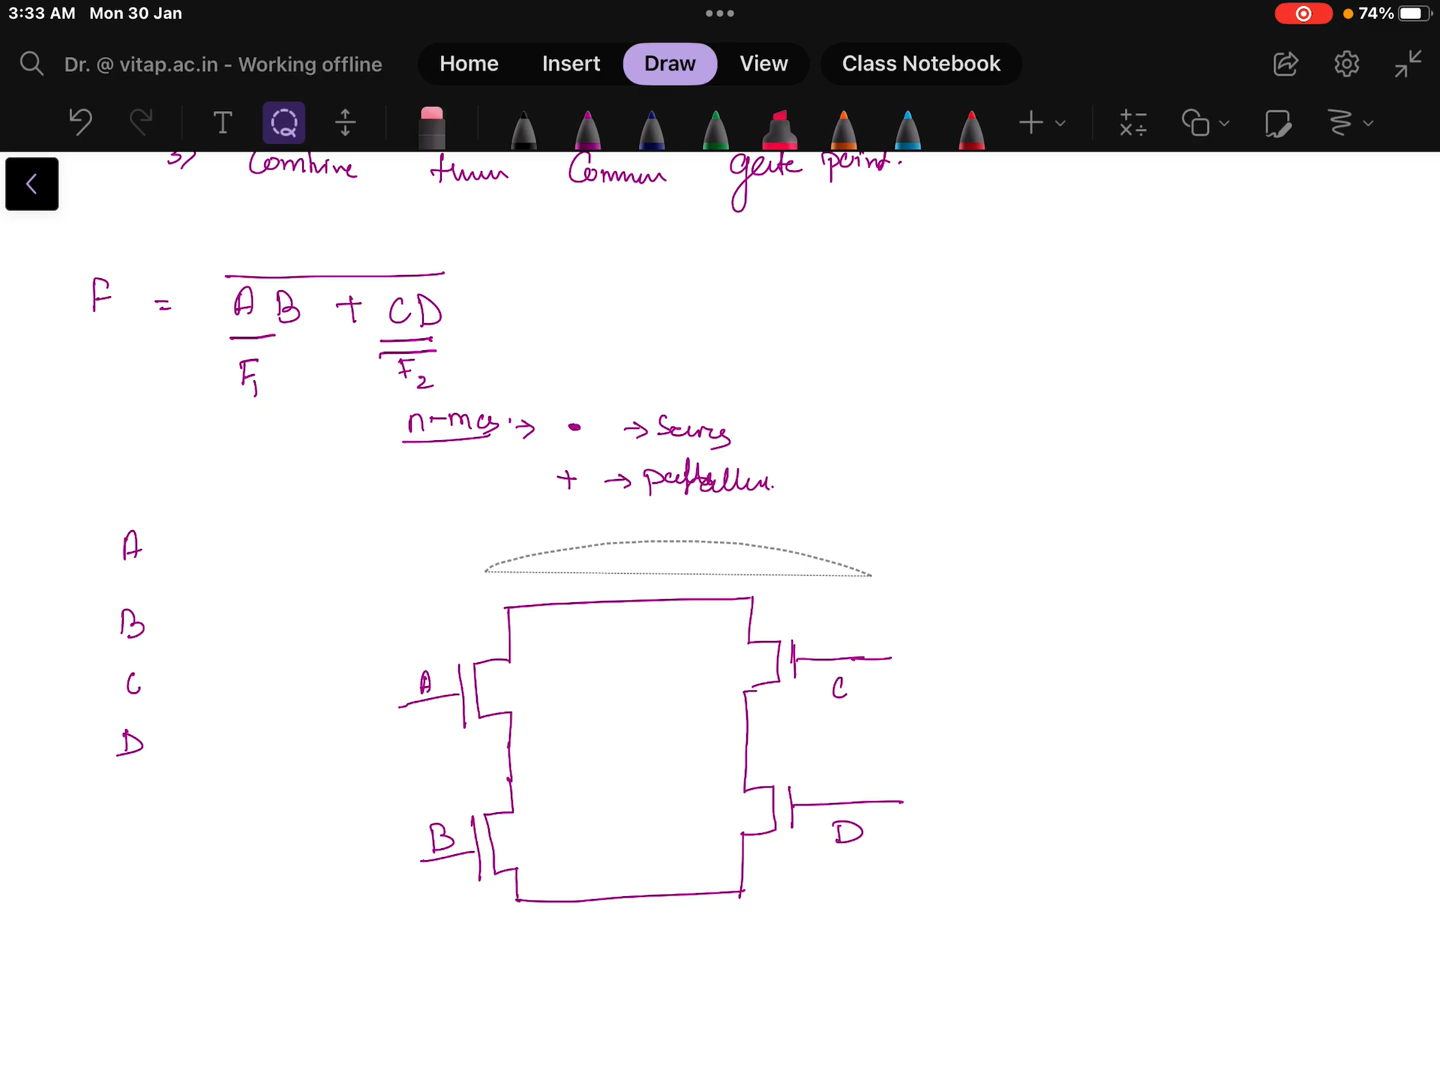 3:33 AM Mon 30 Jan
74%
Dr. @ vitap.ac.in - Working offline
Home Insert Draw View Class Notebook
3) Combine them Common gate point.
F = AB + CD
F1 F2
n-mos → • → Series
+ → parallel.
A
B
C
D
A
C
B
D